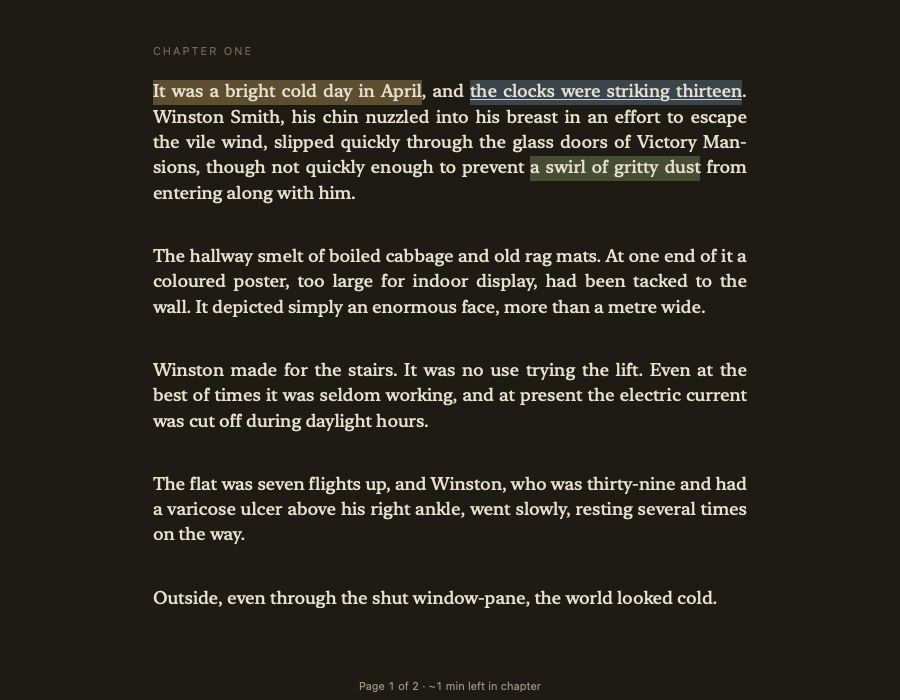 CHAPTER ONE
It was a bright cold day in April, and the clocks were striking thirteen.
Winston Smith, his chin nuzzled into his breast in an effort to escape
the vile wind, slipped quickly through the glass doors of Victory Man-
sions, though not quickly enough to prevent a swirl of gritty dust from
entering along with him.
The hallway smelt of boiled cabbage and old rag mats. At one end of it a
coloured poster, too large for indoor display, had been tacked to the
wall. It depicted simply an enormous face, more than a metre wide.
Winston made for the stairs. It was no use trying the lift. Even at the
best of times it was seldom working, and at present the electric current
was cut off during daylight hours.
The flat was seven flights up, and Winston, who was thirty-nine and had
a varicose ulcer above his right ankle, went slowly, resting several times
on the way.
Outside, even through the shut window-pane, the world looked cold.
Page 1 of 2 · ~1 min left in chapter